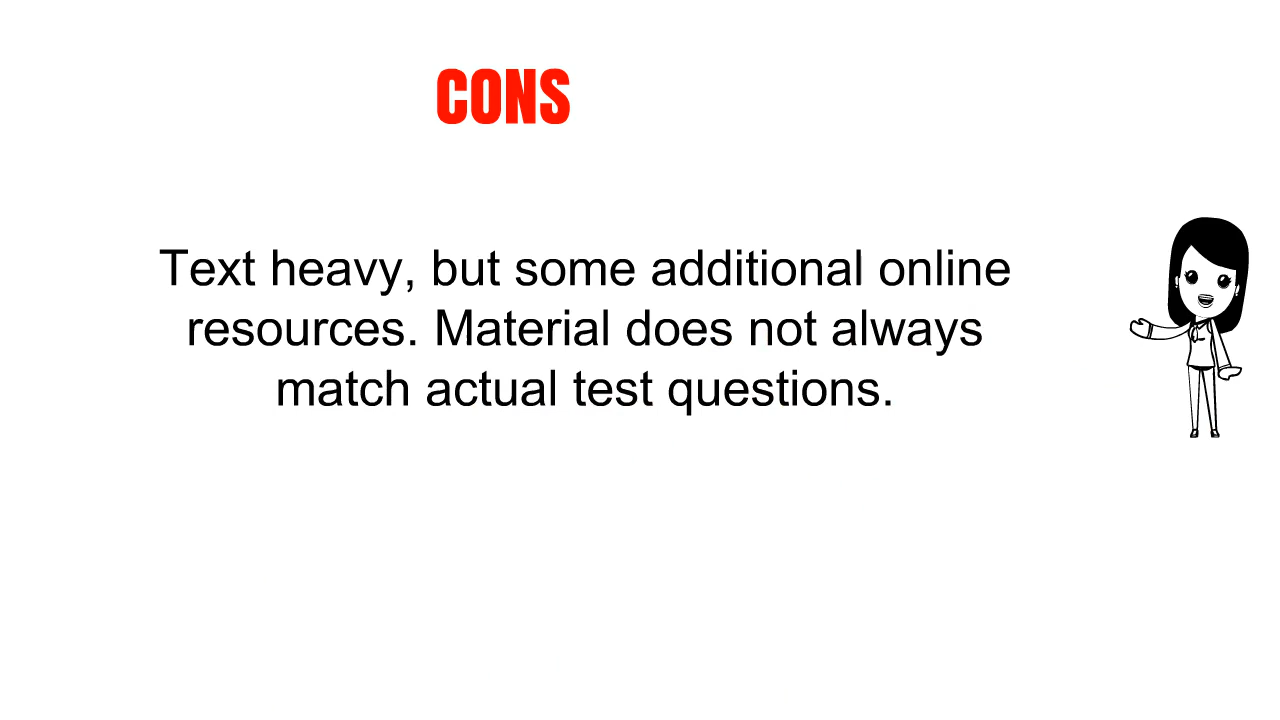 CONS
Text heavy, but some additional online
resources. Material does not always
match actual test questions.